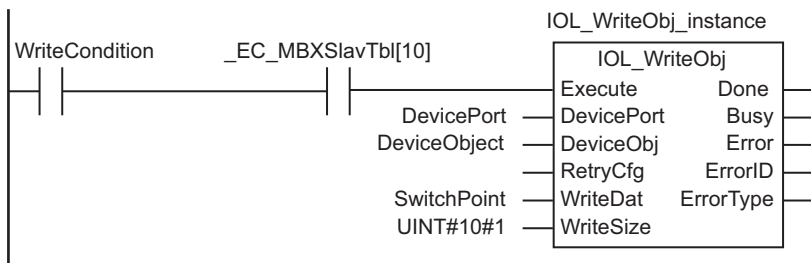 IOL_WriteObj_instance
WriteCondition _EC_MBXSlavTbl[10] IOL_WriteObj
Execute Done
DevicePort DevicePort Busy
DeviceObject DeviceObj Error
RetryCfg ErrorID
SwitchPoint WriteDat ErrorType
UINT#10#1 WriteSize